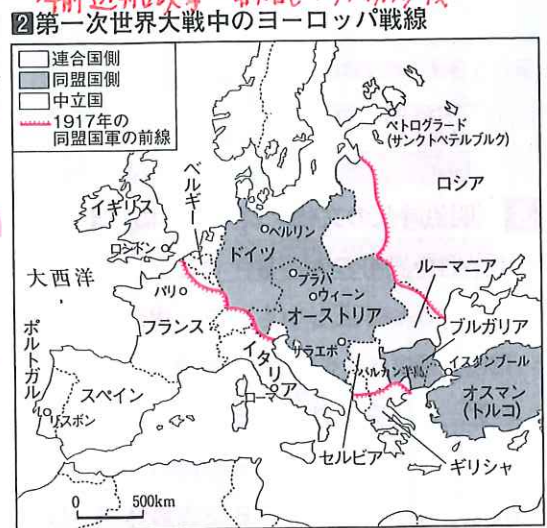 2第一次世界大戦中のヨーロッパ戦線
連合国側
同盟国側
中立国
1917年の
同盟国軍の前線
ペトログラード
(サンクトペテルブルク)
ロシア
ベルギー
イギリス
ロンドン
ベルリン
ドイツ
大西洋
パリ
プラハ
ウィーン
ルーマニア
フランス
オーストリア
ブルガリア
ポルトガル
イタリア
サラエボ
バルカン半島
イスタンブール
スペイン
ローマ
オスマン
(トルコ)
リスボン
セルビア
ギリシャ
0 500km